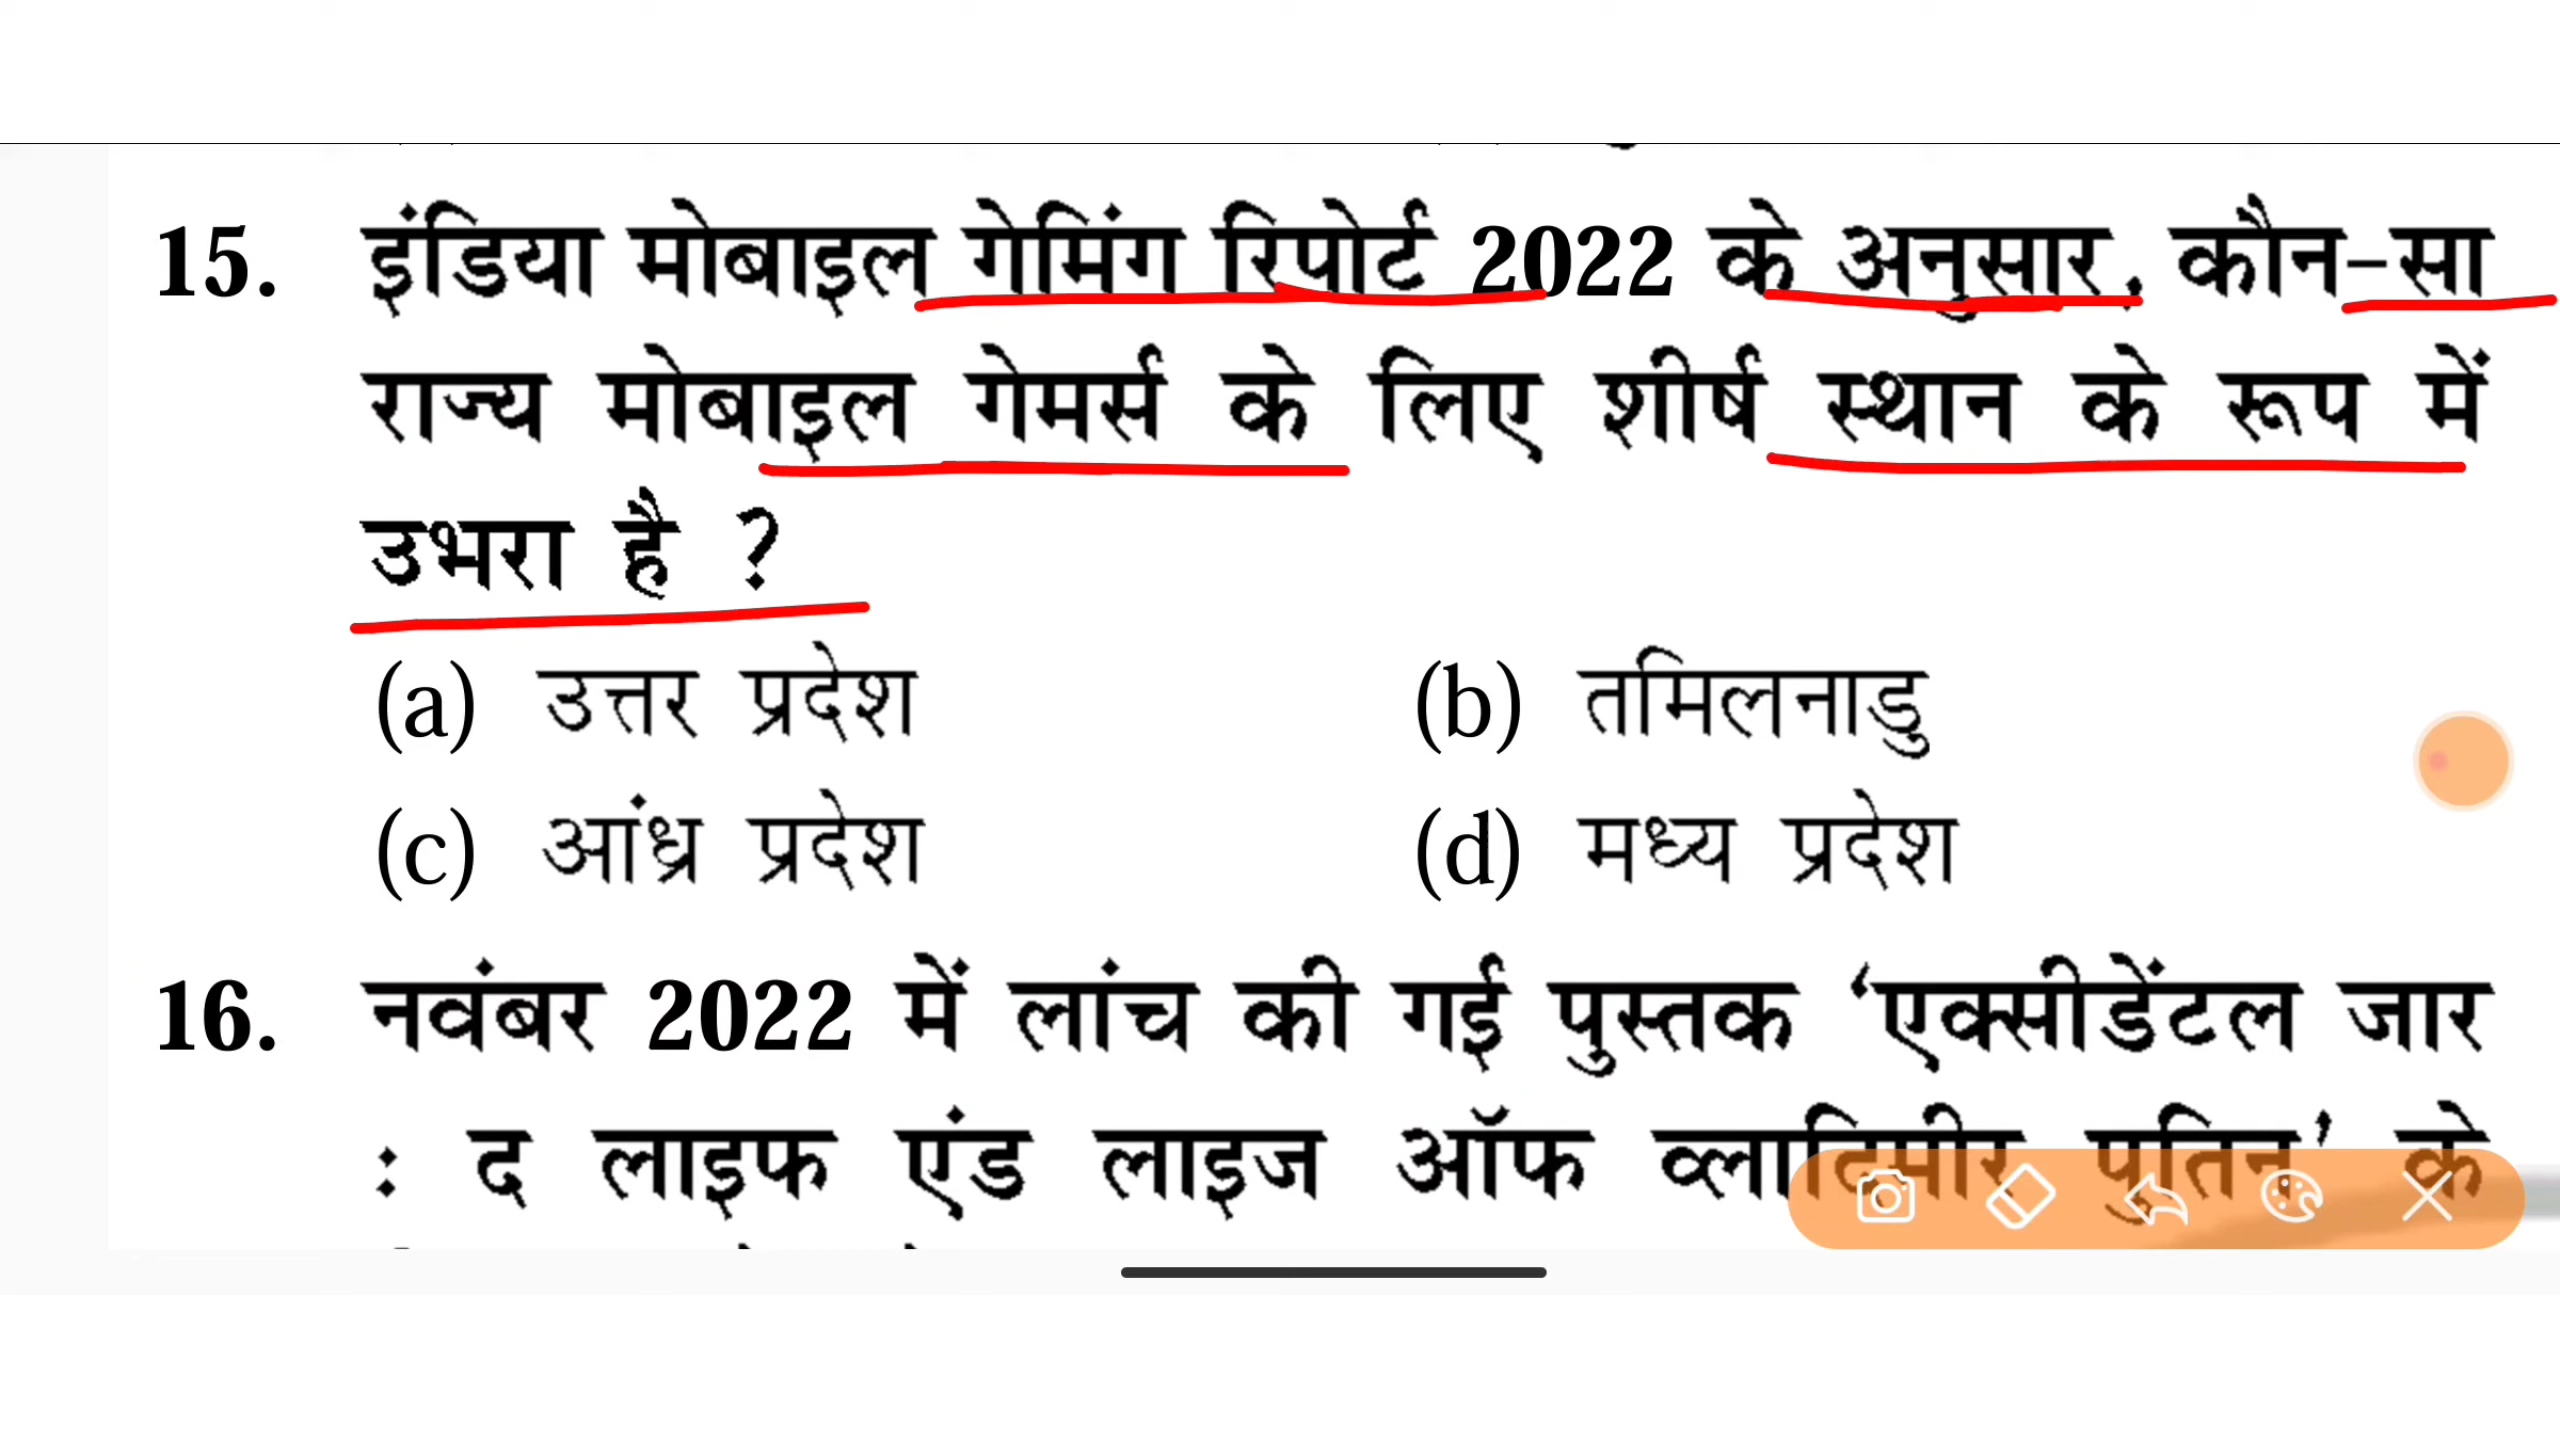 15. इंडिया मोबाइल गेमिंग रिपोर्ट 2022 के अनुसार, कौन-सा
राज्य मोबाइल गेमर्स के लिए शीर्ष स्थान के रूप में
उभरा है ?
(a) उत्तर प्रदेश (b) तमिलनाडु
(c) आंध्र प्रदेश (d) मध्य प्रदेश
16. नवंबर 2022 में लांच की गई पुस्तक ‘एक्सीडेंटल जार
: द लाइफ एंड लाइज ऑफ व्लादिमीर पुतिन’ के